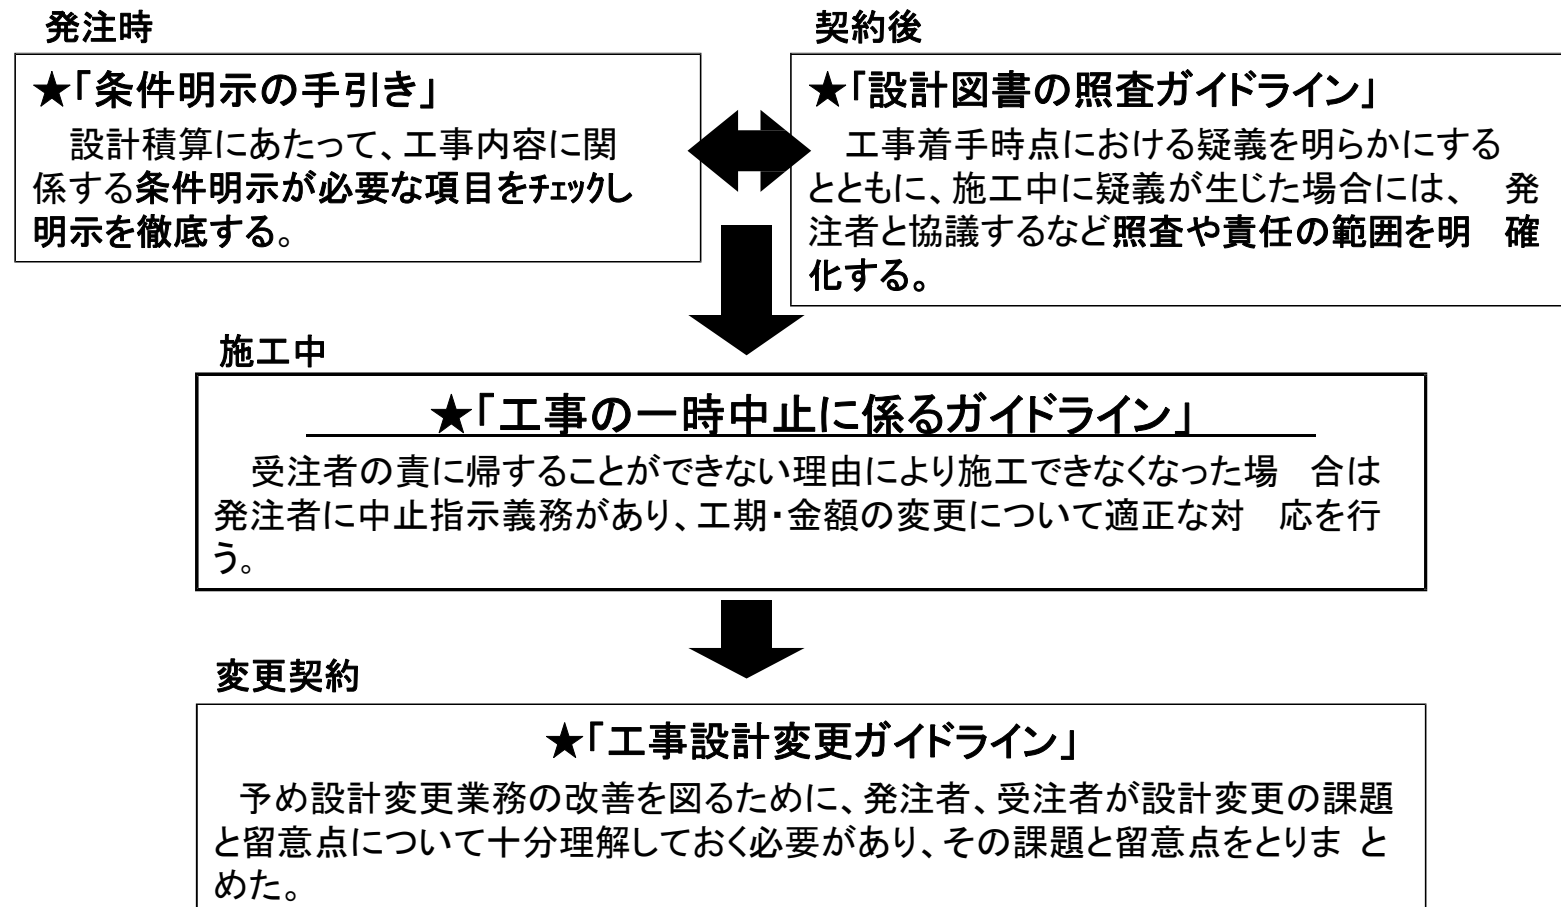 発注時
★「条件明示の手引き」
　設計積算にあたって、工事内容に関
係する条件明示が必要な項目をﾁｪｯｸし
明示を徹底する。
契約後
★「設計図書の照査ガイドライン」
　工事着手時点における疑義を明らかにする
とともに、施工中に疑義が生じた場合には、　発
注者と協議するなど照査や責任の範囲を明　確
化する。
施工中
★「工事の一時中止に係るガイドライン」
　受注者の責に帰することができない理由により施工できなくなった場　合は
発注者に中止指示義務があり、工期・金額の変更について適正な対　応を行
う。
変更契約
★「工事設計変更ガイドライン」
　予め設計変更業務の改善を図るために、発注者、受注者が設計変更の課題
と留意点について十分理解しておく必要があり、その課題と留意点をとりま と
めた。